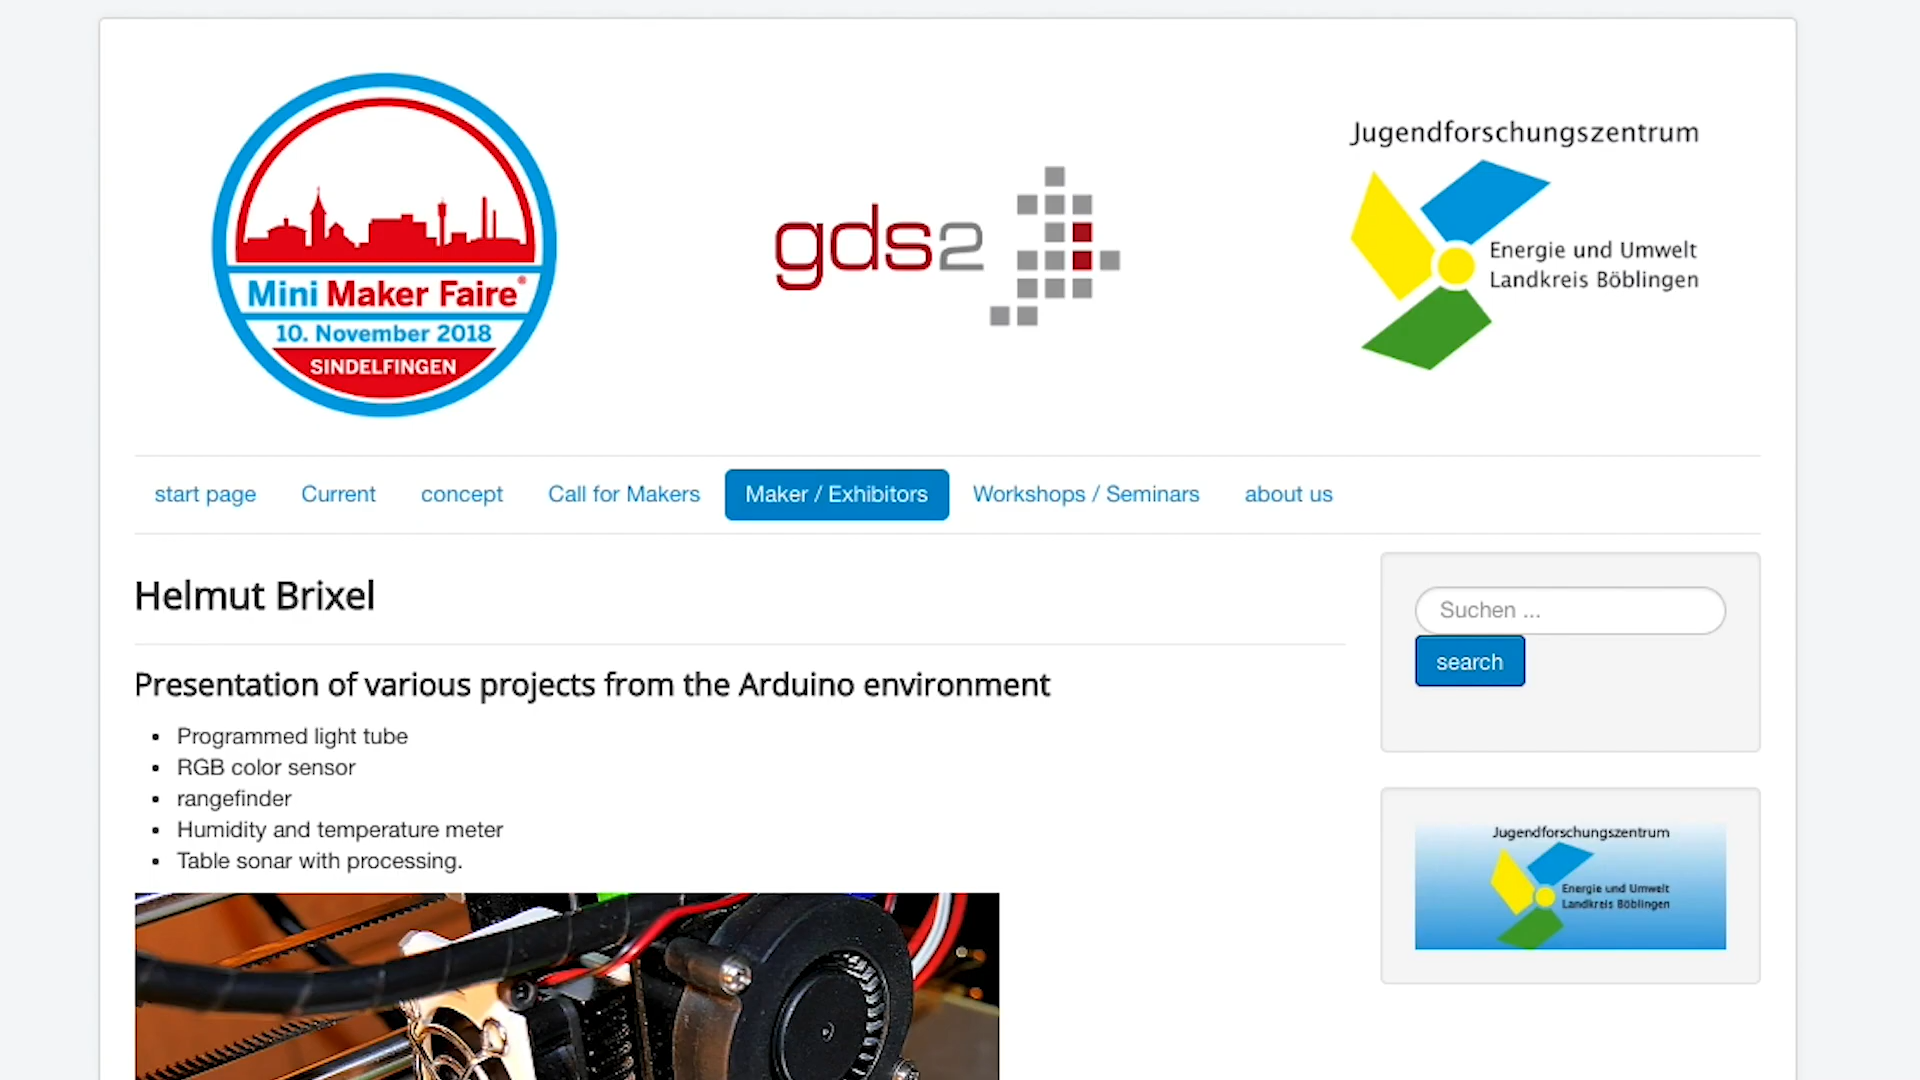 Mini Maker Faire®
10. November 2018
SINDELFINGEN
gds2
Jugendforschungszentrum
Energie und Umwelt
Landkreis Böblingen
start page
Current
concept
Call for Makers
Maker / Exhibitors
Workshops / Seminars
about us
Helmut Brixel
Presentation of various projects from the Arduino environment
• Programmed light tube
• RGB color sensor
• rangefinder
• Humidity and temperature meter
• Table sonar with processing.
Suchen ...
search
Jugendforschungszentrum
Energie und Umwelt
Landkreis Böblingen